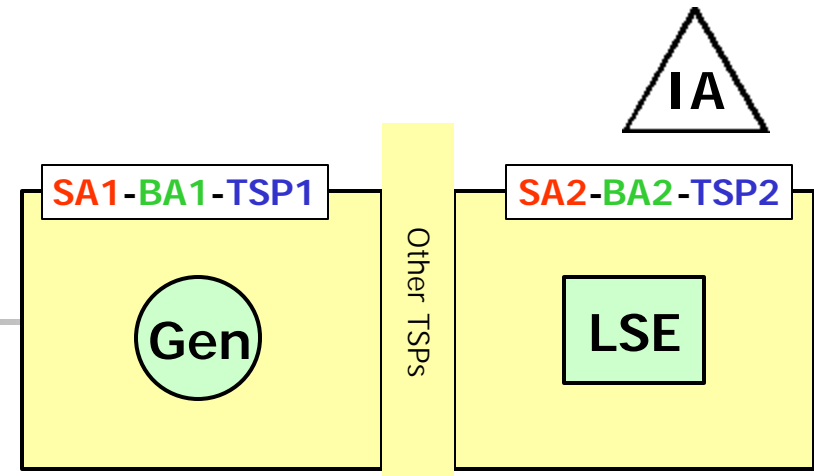 IA
SA1-BA1-TSP1
SA2-BA2-TSP2
Gen
Other TSPs
LSE